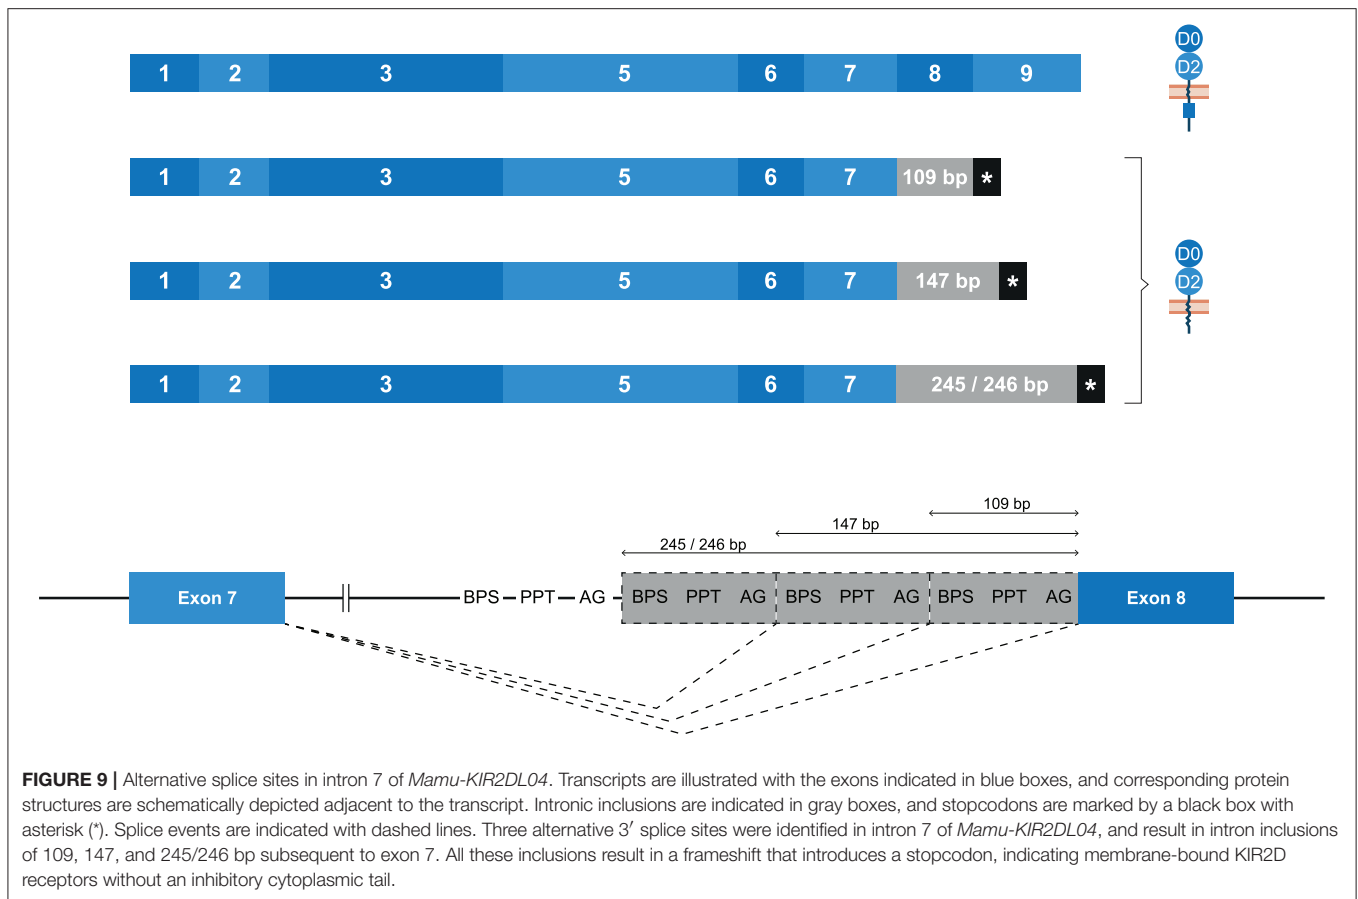 1 2 3 5 6 7 8 9
D0
D2
1 2 3 5 6 7 109 bp *
1 2 3 5 6 7 147 bp *
D0
D2
1 2 3 5 6 7 245 / 246 bp *
109 bp
147 bp
245 / 246 bp
Exon 7 BPS PPT AG BPS PPT AG BPS PPT AG BPS PPT AG Exon 8
FIGURE 9 | Alternative splice sites in intron 7 of Mamu-KIR2DL04. Transcripts are illustrated with the exons indicated in blue boxes, and corresponding protein
structures are schematically depicted adjacent to the transcript. Intronic inclusions are indicated in gray boxes, and stopcodons are marked by a black box with
asterisk (*). Splice events are indicated with dashed lines. Three alternative 3′ splice sites were identified in intron 7 of Mamu-KIR2DL04, and result in intron inclusions
of 109, 147, and 245/246 bp subsequent to exon 7. All these inclusions result in a frameshift that introduces a stopcodon, indicating membrane-bound KIR2D
receptors without an inhibitory cytoplasmic tail.